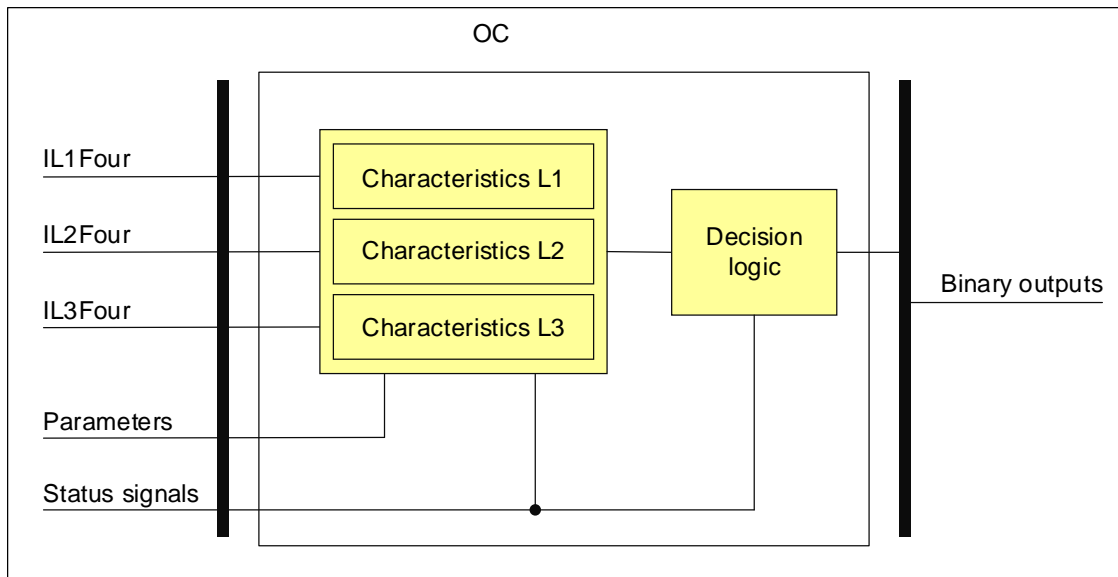 OC
IL1Four
IL2Four
IL3Four
Parameters
Status signals
Characteristics L1
Characteristics L2
Characteristics L3
Decision
logic
Binary outputs